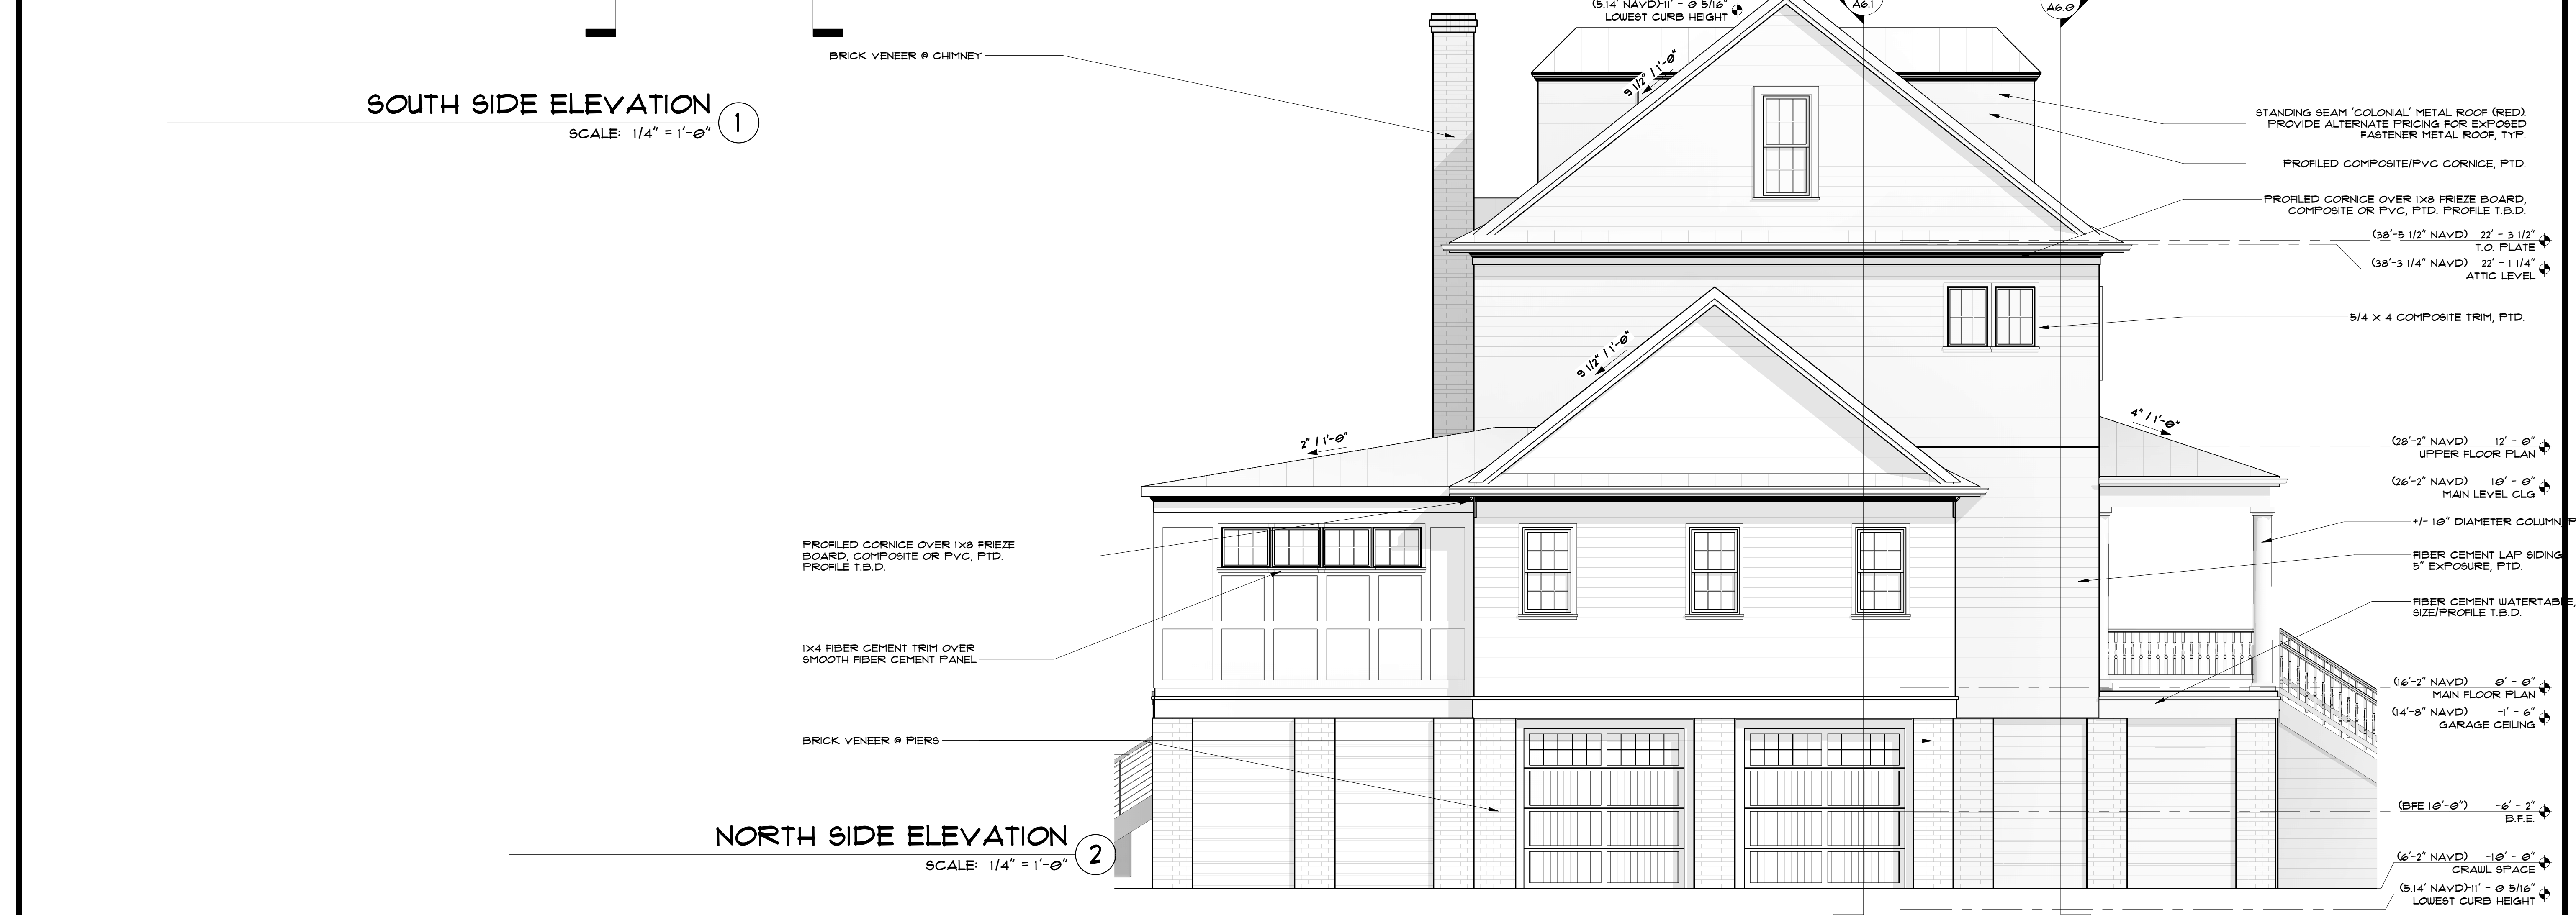 (5.14' NAVD)-11' - 0 5/16"
LOWEST CURB HEIGHT
A6.1
A6.0
BRICK VENEER @ CHIMNEY
SOUTH SIDE ELEVATION
1
SCALE: 1/4" = 1'-0"
9 1/2" / 1'-0"
STANDING SEAM 'COLONIAL' METAL ROOF (RED).
PROVIDE ALTERNATE PRICING FOR EXPOSED
FASTENER METAL ROOF, TYP.
PROFILED COMPOSITE/PVC CORNICE, PTD.
PROFILED CORNICE OVER 1X8 FRIEZE BOARD,
COMPOSITE OR PVC, PTD. PROFILE T.B.D.
(38'-5 1/2" NAVD) 22' - 3 1/2"
T.O. PLATE
(38'-3 1/4" NAVD) 22' - 1 1/4"
ATTIC LEVEL
5/4 X 4 COMPOSITE TRIM, PTD.
9 1/2" / 1'-0"
2" / 1'-0"
4" / 1'-0"
(28'-2" NAVD) 12' - 0"
UPPER FLOOR PLAN
(26'-2" NAVD) 10' - 0"
MAIN LEVEL CLG
+/- 10" DIAMETER COLUMN, P
PROFILED CORNICE OVER 1X8 FRIEZE
BOARD, COMPOSITE OR PVC, PTD.
PROFILE T.B.D.
FIBER CEMENT LAP SIDING
5" EXPOSURE, PTD.
FIBER CEMENT WATERTABLE,
SIZE/PROFILE T.B.D.
1X4 FIBER CEMENT TRIM OVER
SMOOTH FIBER CEMENT PANEL
(16'-2" NAVD) 0' - 0"
MAIN FLOOR PLAN
(14'-8" NAVD) -1' - 6"
GARAGE CEILING
BRICK VENEER @ PIERS
(BFE 10'-0") -6' - 2"
B.F.E.
NORTH SIDE ELEVATION
2
SCALE: 1/4" = 1'-0"
(6'-2" NAVD) -10' - 0"
CRAWL SPACE
(5.14' NAVD)-11' - 0 5/16"
LOWEST CURB HEIGHT